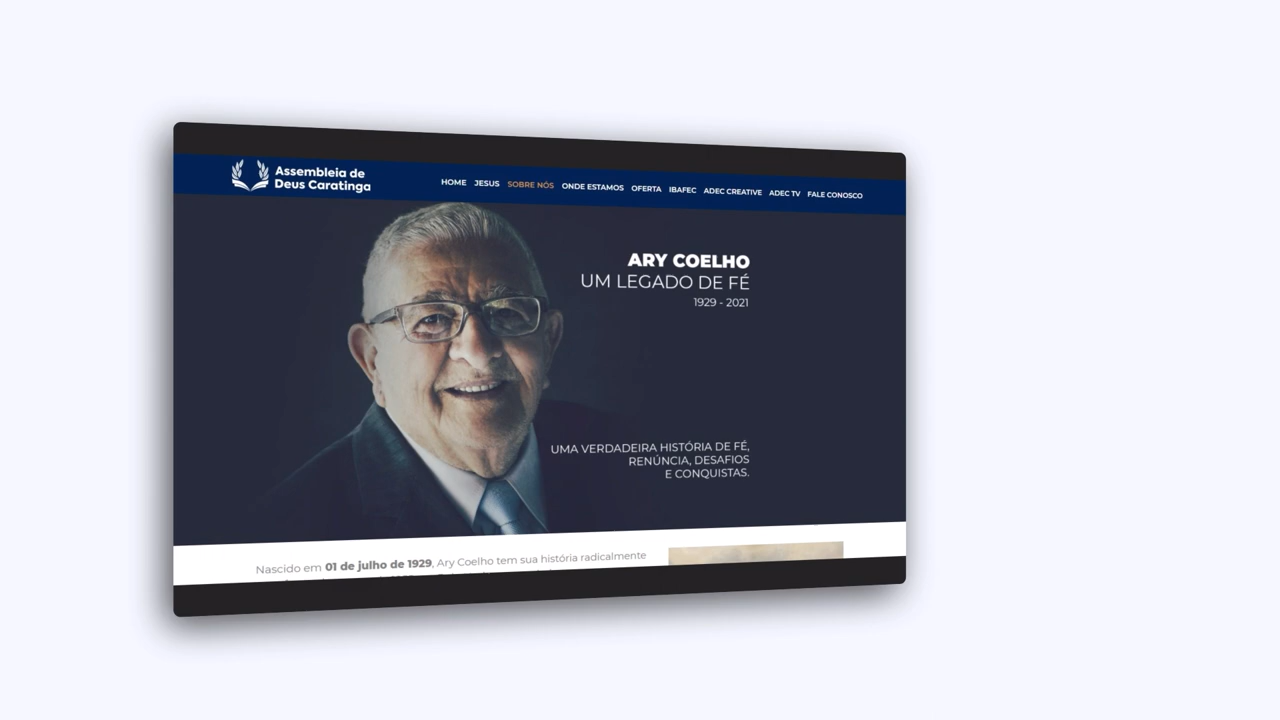 Assembleia de
Deus Caratinga
HOME JESUS SOBRE NÓS ONDE ESTAMOS OFERTA IBAFEC ADEC CREATIVE ADEC TV FALE CONOSCO
ARY COELHO
UM LEGADO DE FÉ
1929 - 2021
UMA VERDADEIRA HISTÓRIA DE FÉ,
RENÚNCIA, DESAFIOS
E CONQUISTAS.
Nascido em 01 de julho de 1929, Ary Coelho tem sua história radicalmente